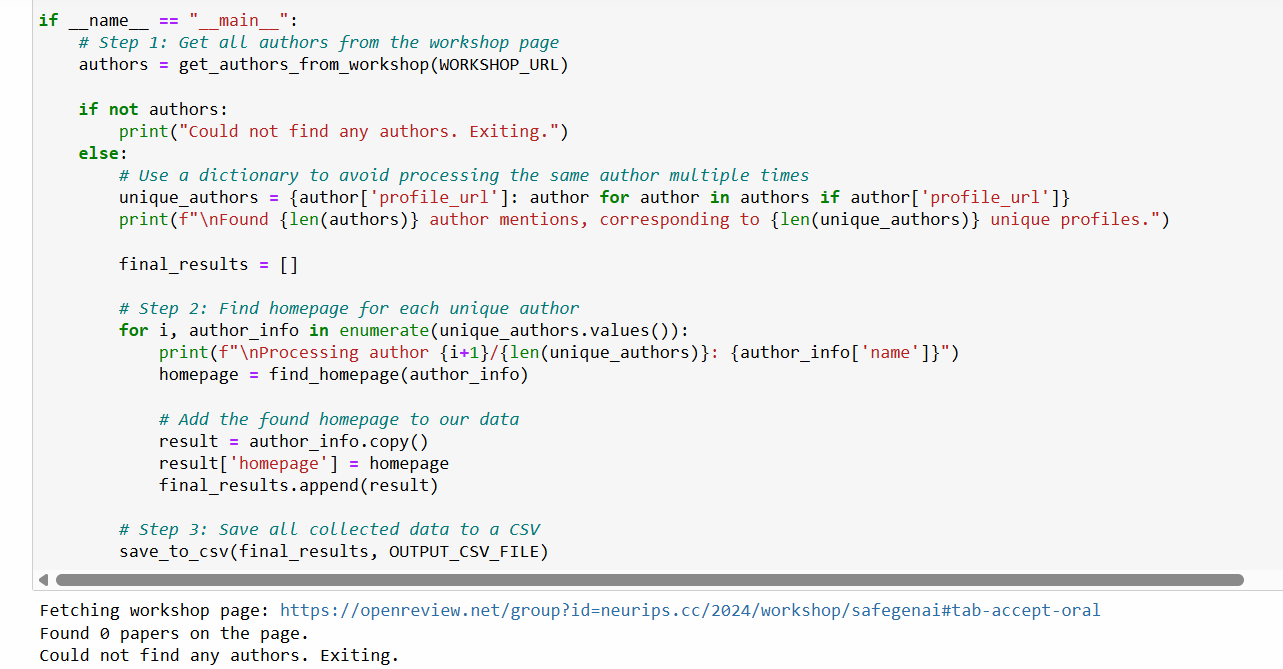 if __name__ == "__main__":
    # Step 1: Get all authors from the workshop page
    authors = get_authors_from_workshop(WORKSHOP_URL)

    if not authors:
        print("Could not find any authors. Exiting.")
    else:
        # Use a dictionary to avoid processing the same author multiple times
        unique_authors = {author['profile_url']: author for author in authors if author['profile_url']}
        print(f"\nFound {len(authors)} author mentions, corresponding to {len(unique_authors)} unique profiles.")

        final_results = []

        # Step 2: Find homepage for each unique author
        for i, author_info in enumerate(unique_authors.values()):
            print(f"\nProcessing author {i+1}/{len(unique_authors)}: {author_info['name']}")
            homepage = find_homepage(author_info)

            # Add the found homepage to our data
            result = author_info.copy()
            result['homepage'] = homepage
            final_results.append(result)

        # Step 3: Save all collected data to a CSV
        save_to_csv(final_results, OUTPUT_CSV_FILE)

Fetching workshop page: https://openreview.net/group?id=neurips.cc/2024/workshop/safegenai#tab-accept-oral
Found 0 papers on the page.
Could not find any authors. Exiting.